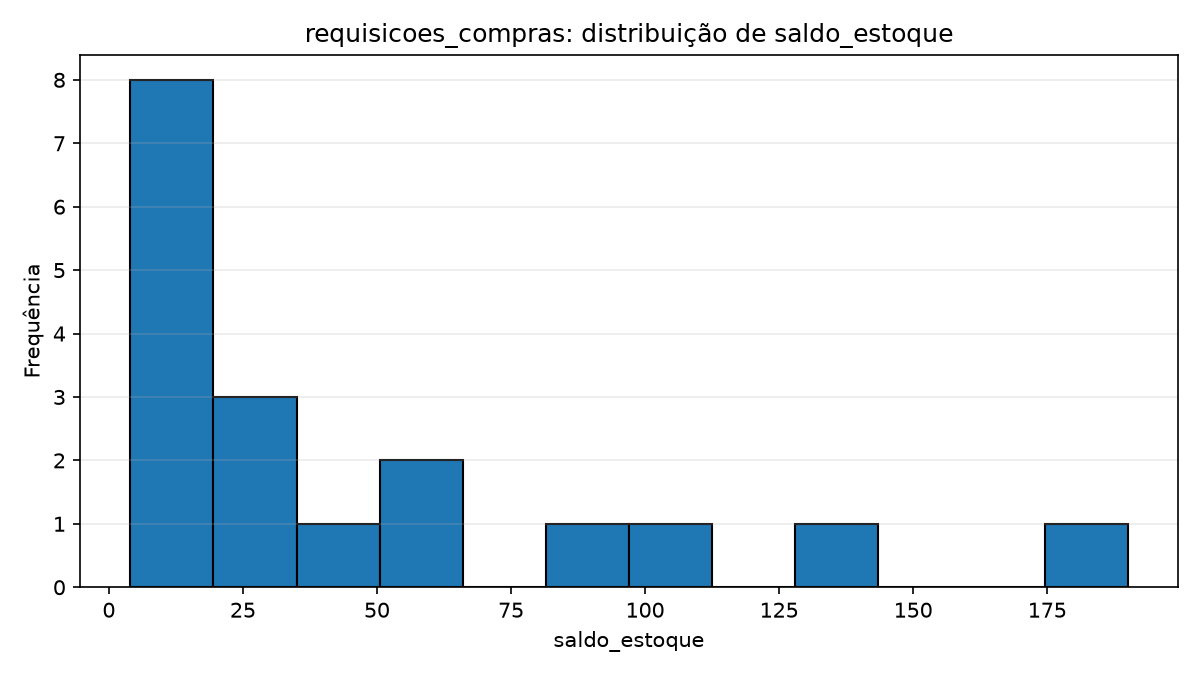 requisicoes_compras: distribuição de saldo_estoque
Frequência
8
7
6
5
4
3
2
1
0
0 25 50 75 100 125 150 175
saldo_estoque